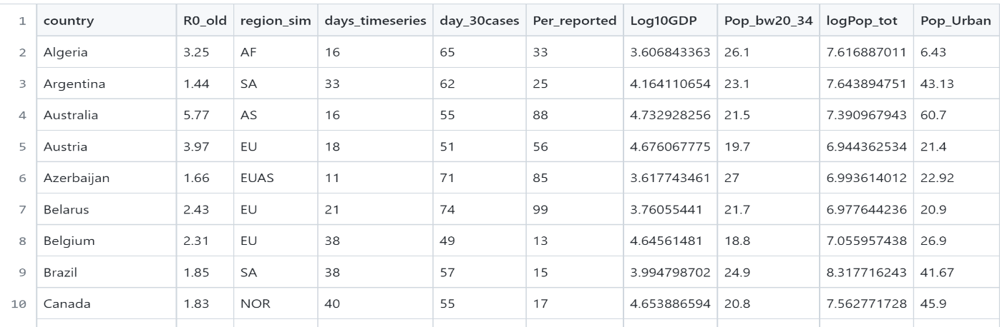 1 country R0_old region_sim days_timeseries day_30cases Per_reported Log10GDP Pop_bw20_34 logPop_tot Pop_Urban
2 Algeria 3.25 AF 16 65 33 3.606843363 26.1 7.616887011 6.43
3 Argentina 1.44 SA 33 62 25 4.164110654 23.1 7.643894751 43.13
4 Australia 5.77 AS 16 55 88 4.732928256 21.5 7.390967943 60.7
5 Austria 3.97 EU 18 51 56 4.676067775 19.7 6.944362534 21.4
6 Azerbaijan 1.66 EUAS 11 71 85 3.617743461 27 6.993614012 22.92
7 Belarus 2.43 EU 21 74 99 3.76055441 21.7 6.977644236 20.9
8 Belgium 2.31 EU 38 49 13 4.64561481 18.8 7.055957438 26.9
9 Brazil 1.85 SA 38 57 15 3.994798702 24.9 8.317716243 41.67
10 Canada 1.83 NOR 40 55 17 4.653886594 20.8 7.562771728 45.9